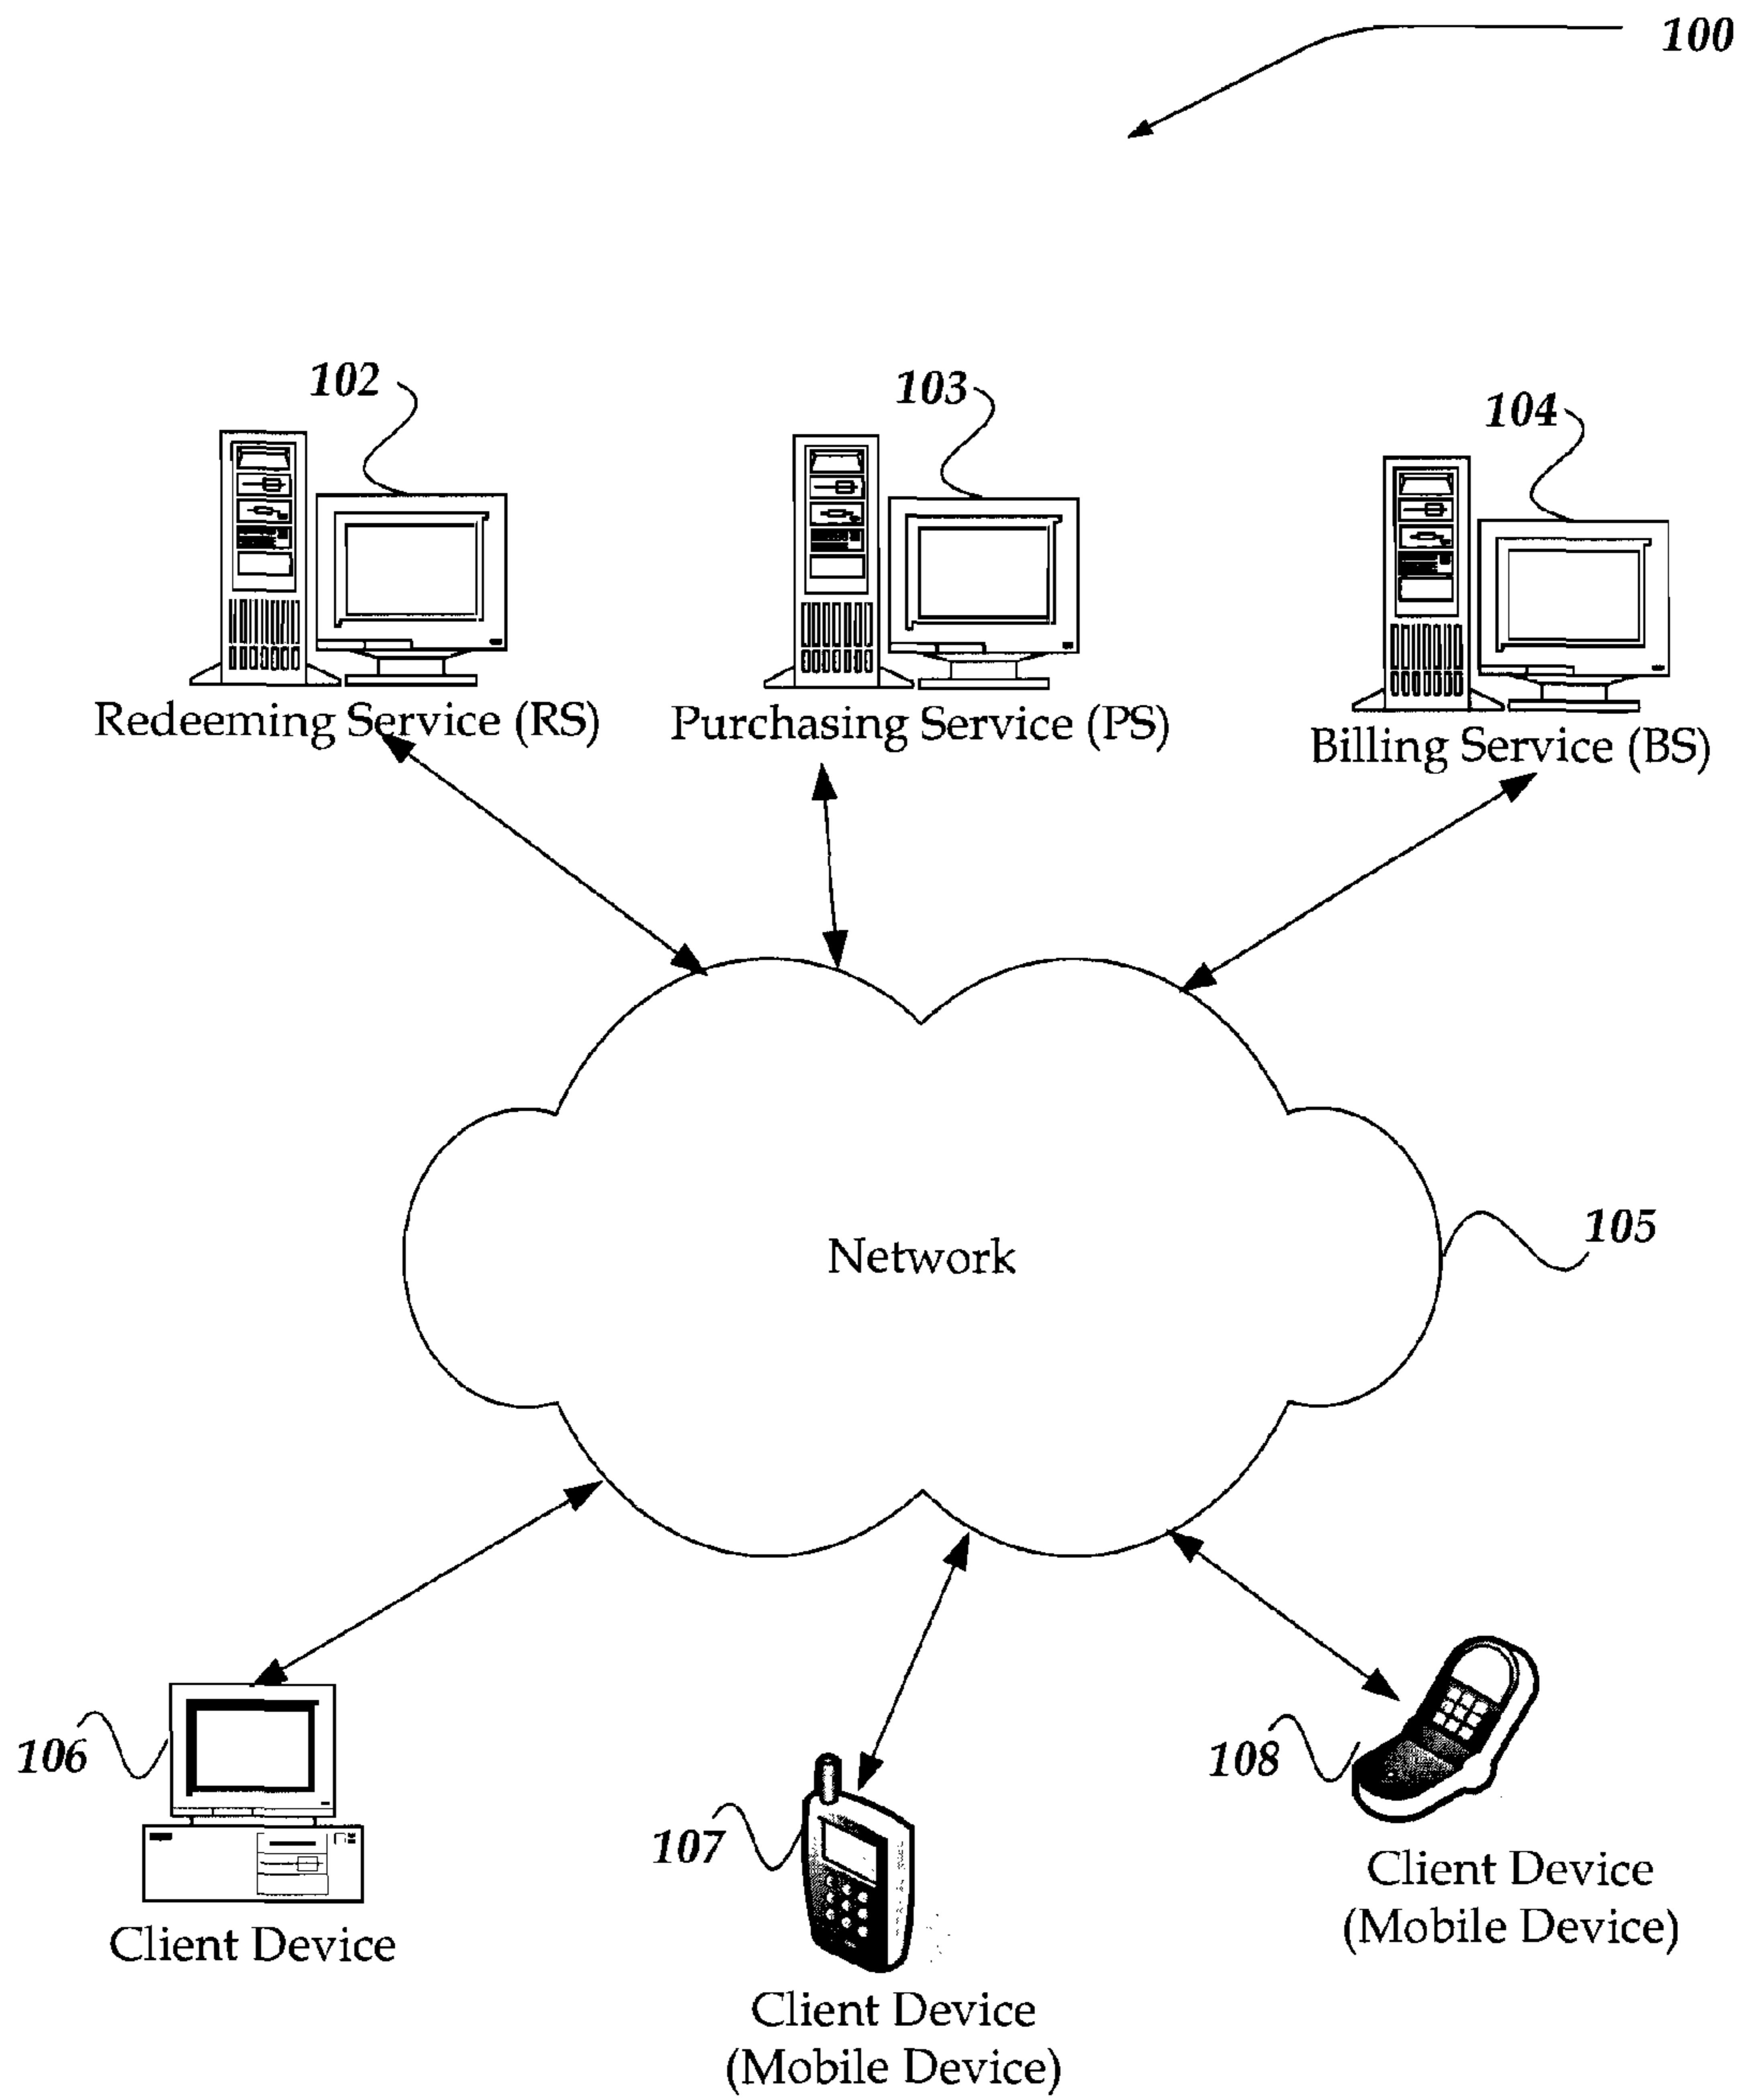 100
102
103
104
Redeeming Service (RS)
Purchasing Service (PS)
Billing Service (BS)
Network
105
106
107
108
Client Device
Client Device
(Mobile Device)
Client Device
(Mobile Device)